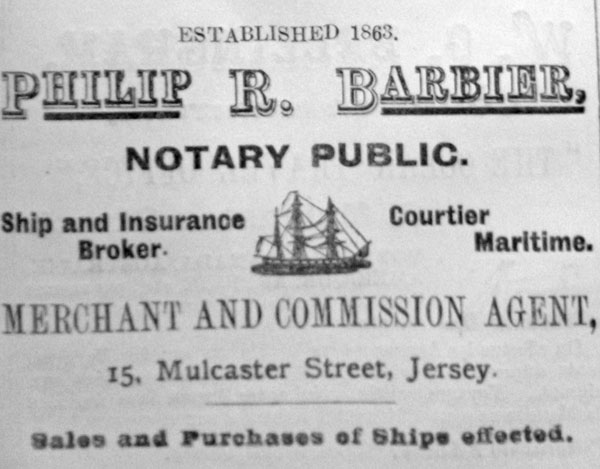 ESTABLISHED 1863.
PHILIP R. BARBIER,
NOTARY PUBLIC.
Ship and Insurance
Broker.
Courtier
Maritime.
MERCHANT AND COMMISSION AGENT,
15, Mulcaster Street, Jersey.
Sales and Purchases of Ships effected.